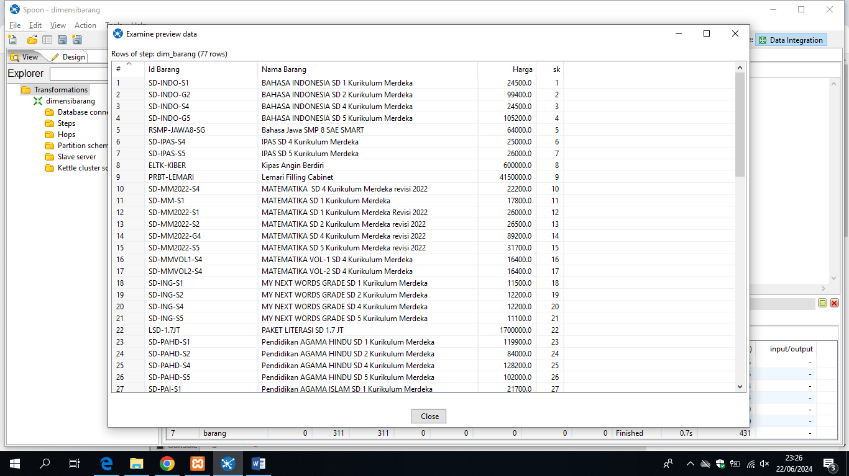 Spoon - dimensibarang
File Edit View Action Tools Help
Examine preview data
Rows of step: dim_barang (77 rows)
Data Integration
View Design
Explorer
Transformations
dimensibarang
Database conne
Steps
Hops
Partition schem
Slave server
Kettle cluster sc
# Id Barang Nama Barang Harga sk
1 SD-INDO-S1 BAHASA INDONESIA SD 1 Kurikulum Merdeka 24500.0 1
2 SD-INDO-G2 BAHASA INDONESIA SD 2 Kurikulum Merdeka 99400.0 2
3 SD-INDO-S4 BAHASA INDONESIA SD 4 Kurikulum Merdeka 24500.0 3
4 SD-INDO-G5 BAHASA INDONESIA SD 5 Kurikulum Merdeka 105200.0 4
5 RSMP-JAWA8-SG Bahasa Jawa SMP 8 SAE SMART 64000.0 5
6 SD-IPAS-S4 IPAS SD 4 Kurikulum Merdeka 25000.0 6
7 SD-IPAS-S5 IPAS SD 5 Kurikulum Merdeka 26000.0 7
8 ELTK-KIBER Kipas Angin Berdiri 600000.0 8
9 PRBT-LEMARI Lemari Filling Cabinet 4150000.0 9
10 SD-MM2022-S4 MATEMATIKA SD 4 Kurikulum Merdeka revisi 2022 22200.0 10
11 SD-MM-S1 MATEMATIKA SD 1 Kurikulum Merdeka 17800.0 11
12 SD-MM2022-S1 MATEMATIKA SD 1 Kurikulum Merdeka Revisi 2022 26000.0 12
13 SD-MM2022-S2 MATEMATIKA SD 2 Kurikulum Merdeka revisi 2022 26500.0 13
14 SD-MM2022-G4 MATEMATIKA SD 4 Kurikulum Merdeka revisi 2022 89200.0 14
15 SD-MM2022-S5 MATEMATIKA SD 5 Kurikulum Merdeka revisi 2022 31700.0 15
16 SD-MMVOL1-S4 MATEMATIKA VOL-1 SD 4 Kurikulum Merdeka 16400.0 16
17 SD-MMVOL2-S4 MATEMATIKA VOL-2 SD 4 Kurikulum Merdeka 16400.0 17
18 SD-ING-S1 MY NEXT WORDS GRADE SD 1 Kurikulum Merdeka 11500.0 18
19 SD-ING-S2 MY NEXT WORDS GRADE SD 2 Kurikulum Merdeka 12200.0 19
20 SD-ING-S4 MY NEXT WORDS GRADE SD 4 Kurikulum Merdeka 12200.0 20
21 SD-ING-S5 MY NEXT WORDS GRADE SD 5 Kurikulum Merdeka 11100.0 21
22 LSD-1.7JT PAKET LITERASI SD 1.7 JT 1700000.0 22
23 SD-PAHD-S1 Pendidikan AGAMA HINDU SD 1 Kurikulum Merdeka 119900.0 23
24 SD-PAHD-S2 Pendidikan AGAMA HINDU SD 2 Kurikulum Merdeka 84000.0 24
25 SD-PAHD-S4 Pendidikan AGAMA HINDU SD 4 Kurikulum Merdeka 128200.0 25
26 SD-PAHD-S5 Pendidikan AGAMA HINDU SD 5 Kurikulum Merdeka 102000.0 26
27 SD-PAI-S1 Pendidikan AGAMA ISLAM SD 1 Kurikulum Merdeka 21700.0 27
input/output
Close
7 barang 0 311 311 0 0 0 0 0 Finished 0.7s 431 -
23:26
22/06/2024